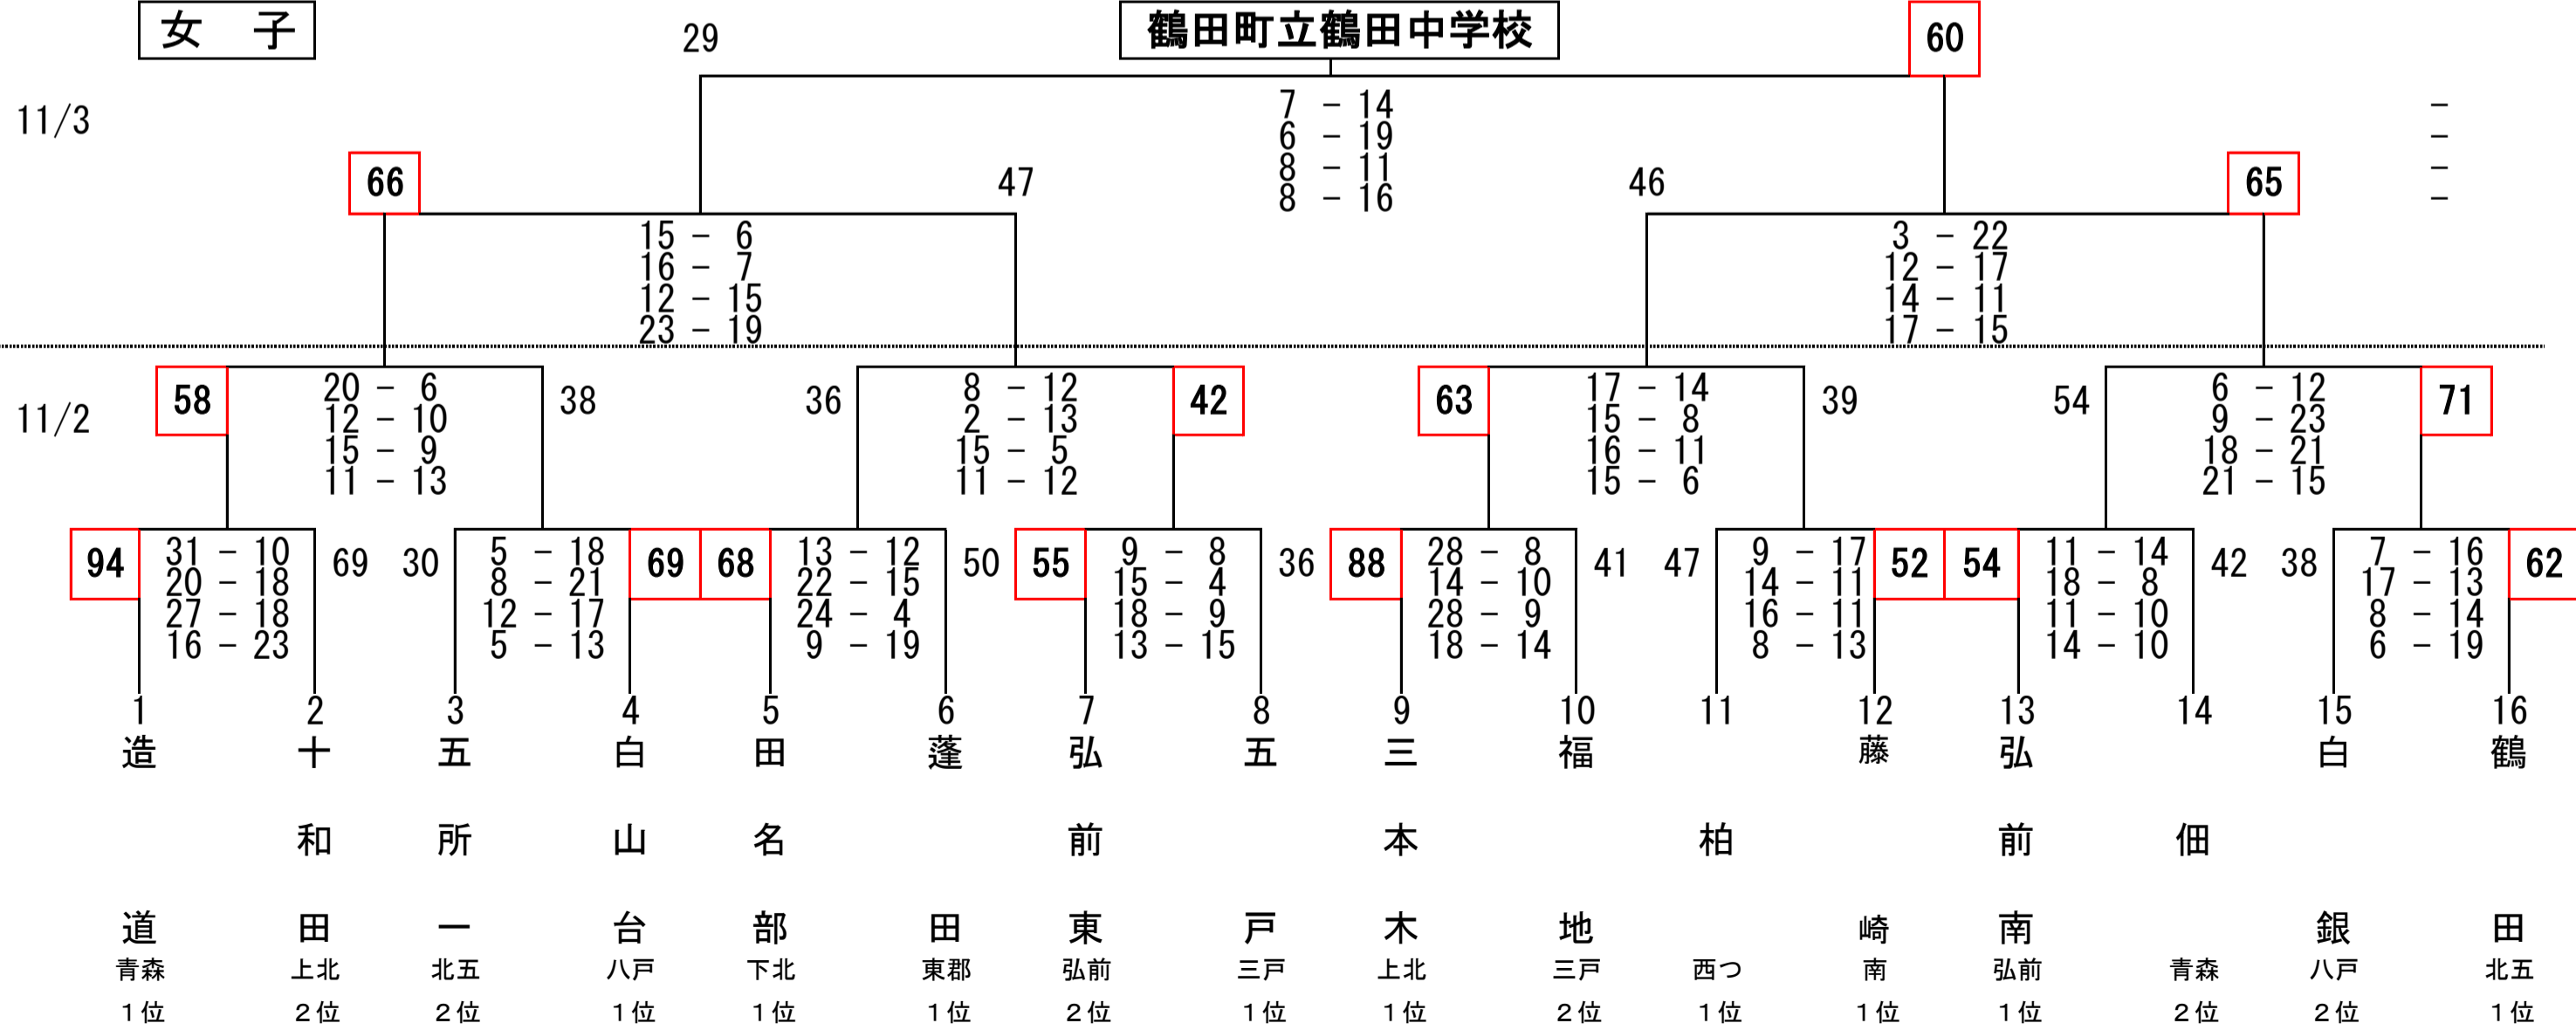 女　子
29
鶴田町立鶴田中学校
60
11/3
7 - 14
6 - 19
8 - 11
8 - 16
-
-
-
-
66
47
46
65
15 - 6
16 - 7
12 - 15
23 - 19
3 - 22
12 - 17
14 - 11
17 - 15
11/2
58
20 - 6
12 - 10
15 - 9
11 - 13
38
36
8 - 12
2 - 13
15 - 5
11 - 12
42
63
17 - 14
15 - 8
16 - 11
15 - 6
39
54
6 - 12
9 - 23
18 - 21
21 - 15
71
94
31 - 10
20 - 18
27 - 18
16 - 23
69
30
5 - 18
8 - 21
12 - 17
5 - 13
69
68
13 - 12
22 - 15
24 - 4
9 - 19
50
55
9 - 8
15 - 4
18 - 9
13 - 15
36
88
28 - 8
14 - 10
28 - 9
18 - 14
41
47
9 - 17
14 - 11
16 - 11
8 - 13
52
54
11 - 14
18 - 8
11 - 10
14 - 10
42
38
7 - 16
17 - 13
8 - 14
6 - 19
62
1 2 3 4 5 6 7 8 9 10 11 12 13 14 15 16
造道
十和田
五所一
白山台
田名部
蓬田
弘前東
五戸
三本木
福地
柏
藤崎
弘前南
佃
白銀
鶴田
青森 上北 北五 八戸 下北 東郡 弘前 三戸 上北 三戸 西つ 南 弘前 青森 八戸 北五
1位 2位 2位 1位 1位 1位 2位 1位 1位 2位 1位 1位 1位 2位 2位 1位